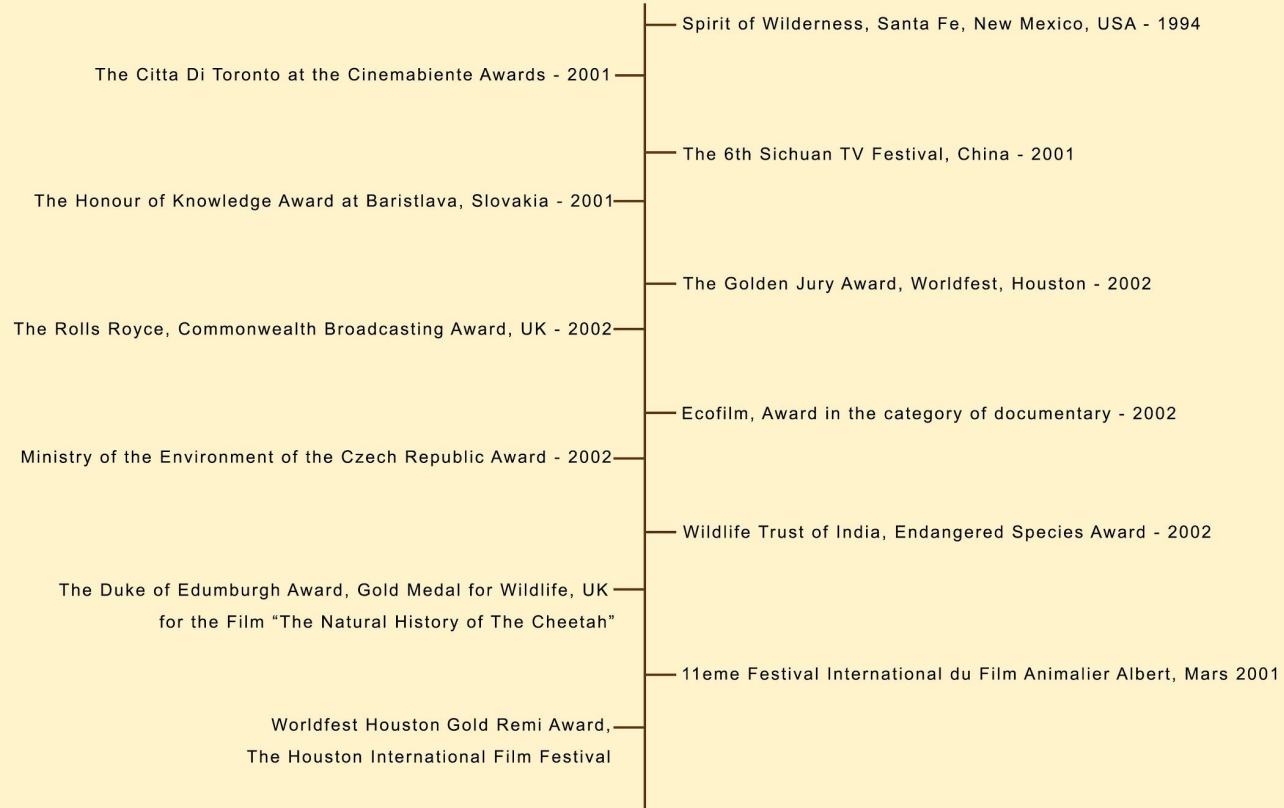 Spirit of Wilderness, Santa Fe, New Mexico, USA - 1994
The Citta Di Toronto at the Cinemabiente Awards - 2001
The 6th Sichuan TV Festival, China - 2001
The Honour of Knowledge Award at Baristlava, Slovakia - 2001
The Golden Jury Award, Worldfest, Houston - 2002
The Rolls Royce, Commonwealth Broadcasting Award, UK - 2002
Ecofilm, Award in the category of documentary - 2002
Ministry of the Environment of the Czech Republic Award - 2002
Wildlife Trust of India, Endangered Species Award - 2002
The Duke of Edumburgh Award, Gold Medal for Wildlife, UK
for the Film “The Natural History of The Cheetah”
11eme Festival International du Film Animalier Albert, Mars 2001
Worldfest Houston Gold Remi Award,
The Houston International Film Festival